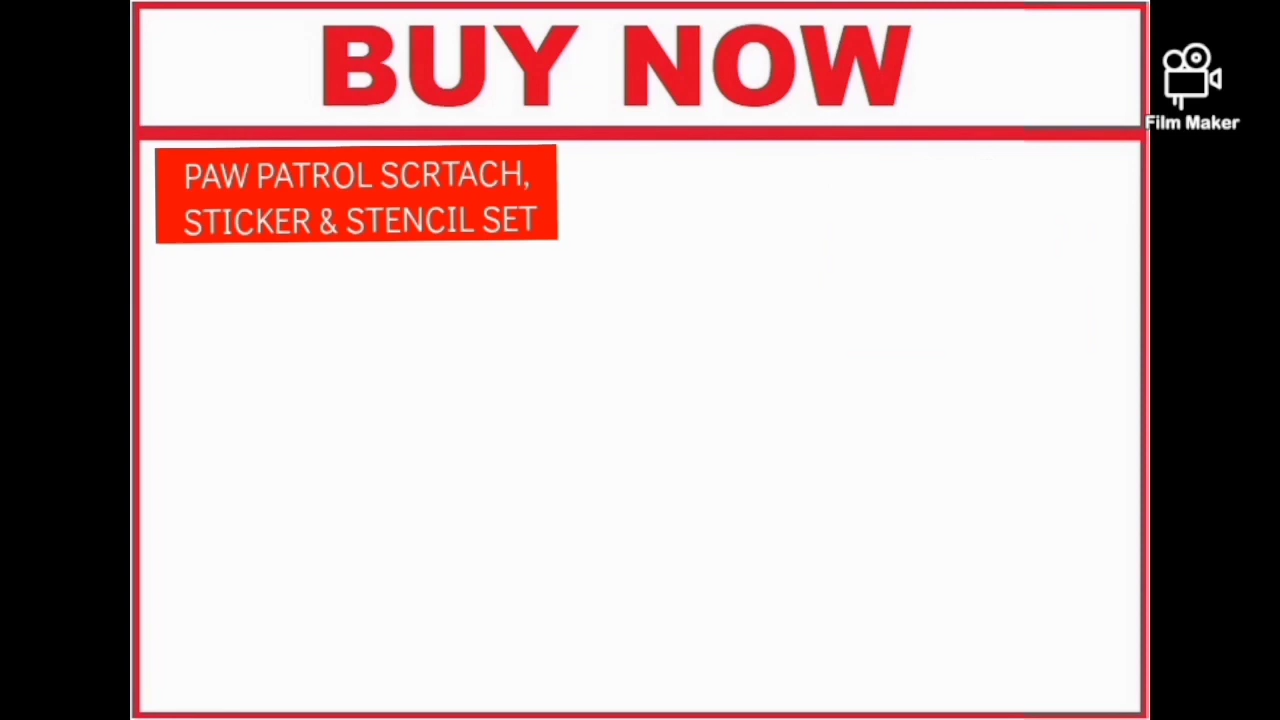 BUY NOW
Film Maker
PAW PATROL SCRTACH,
STICKER & STENCIL SET